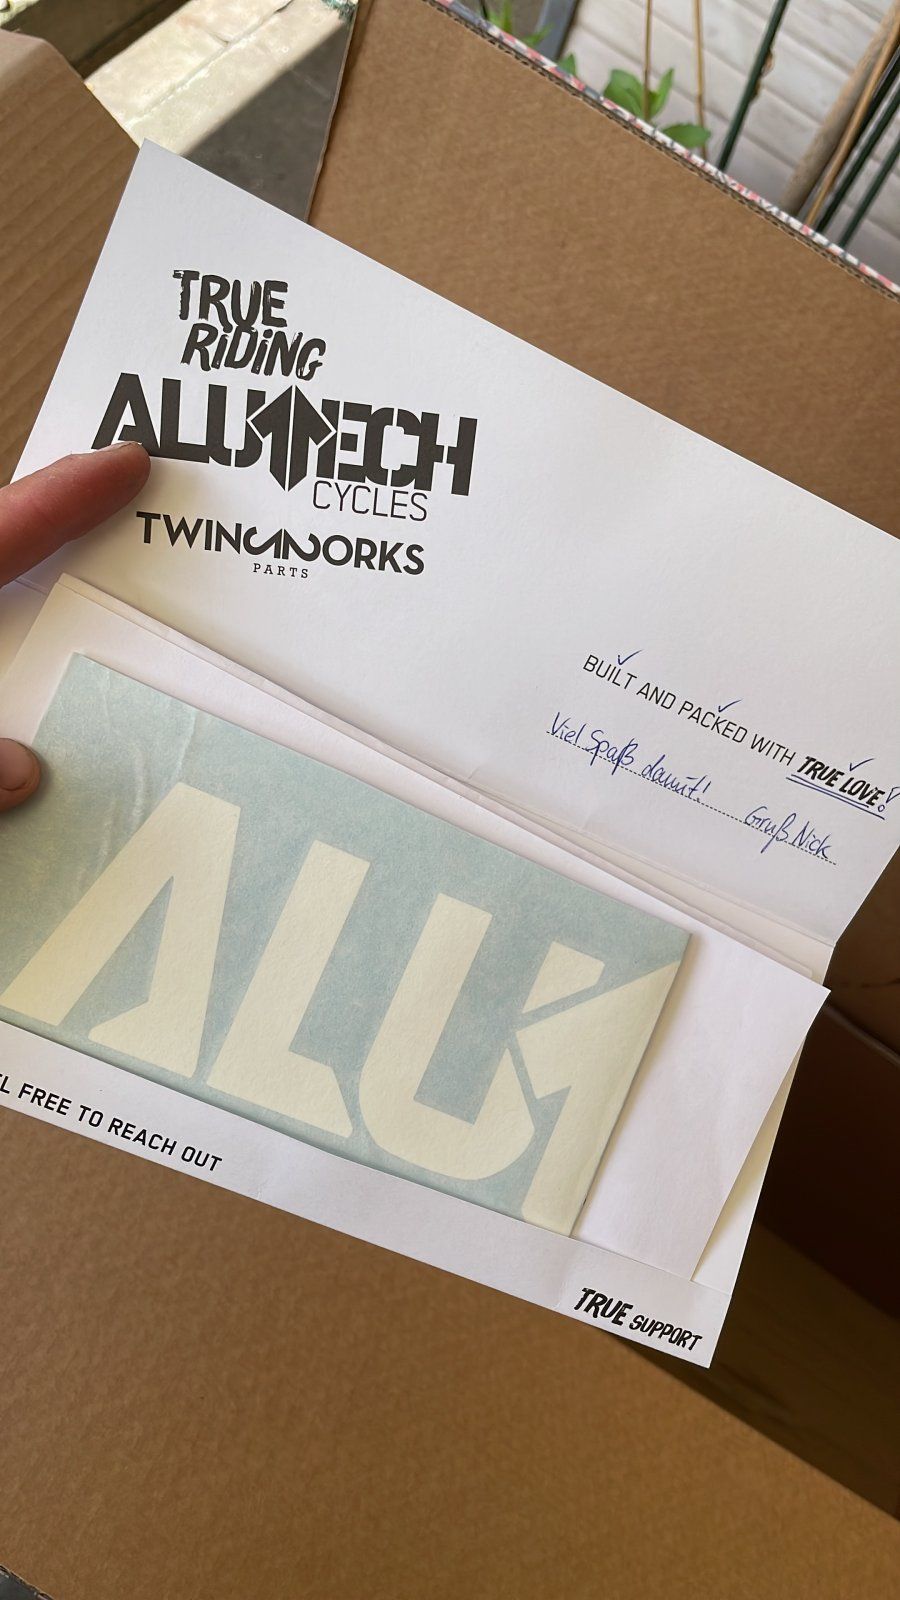 TRUE
RiDiNG
ALUTECH
CYCLES
TWINWORKS
PARTS
BUILT AND PACKED WITH TRUE LOVE!
Viel Spaß damit! Gruß Nick
ALU
FREE TO REACH OUT
TRUE SUPPORT